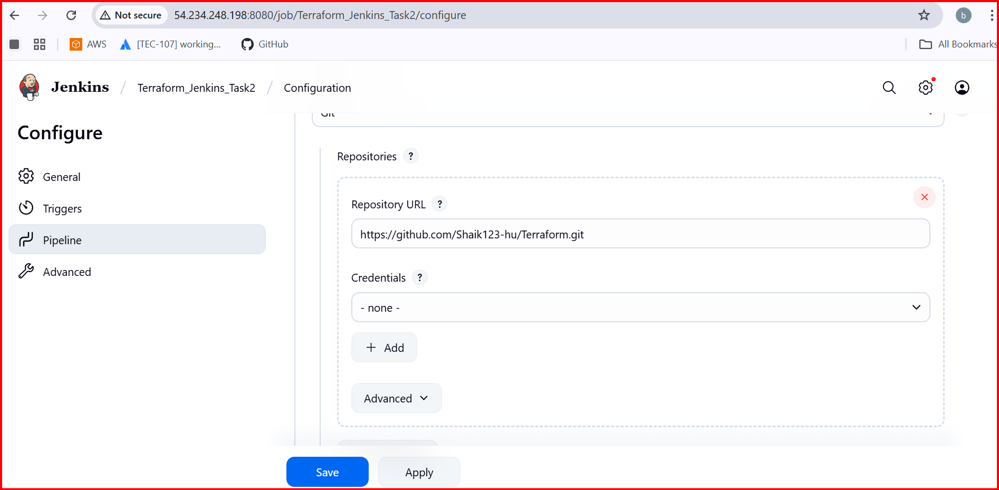 Not secure 54.234.248.198:8080/job/Terraform_Jenkins_Task2/configure b
AWS [TEC-107] working... GitHub All Bookmarks
Jenkins / Terraform_Jenkins_Task2 / Configuration
Git
Configure
General
Triggers
Pipeline
Advanced
Repositories ?
Repository URL ?
https://github.com/Shaik123-hu/Terraform.git
Credentials ?
- none -
+ Add
Advanced
Save Apply